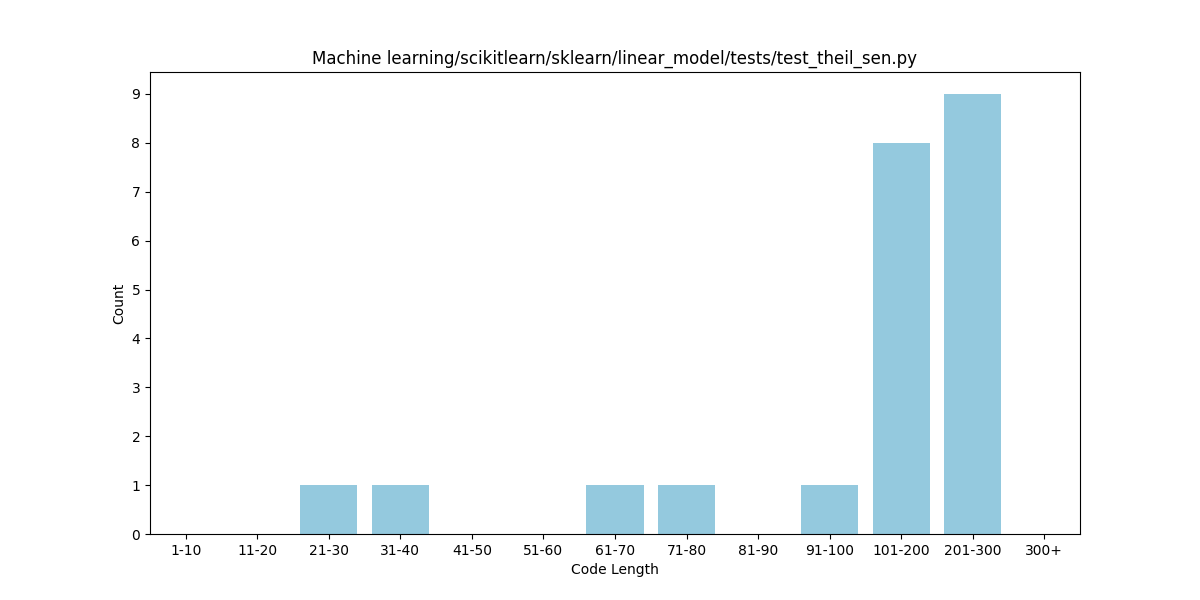 Machine learning/scikitlearn/sklearn/linear_model/tests/test_theil_sen.py
9
8
7
6
5
4
3
2
1
0
Count
1-10 11-20 21-30 31-40 41-50 51-60 61-70 71-80 81-90 91-100 101-200 201-300 300+
Code Length